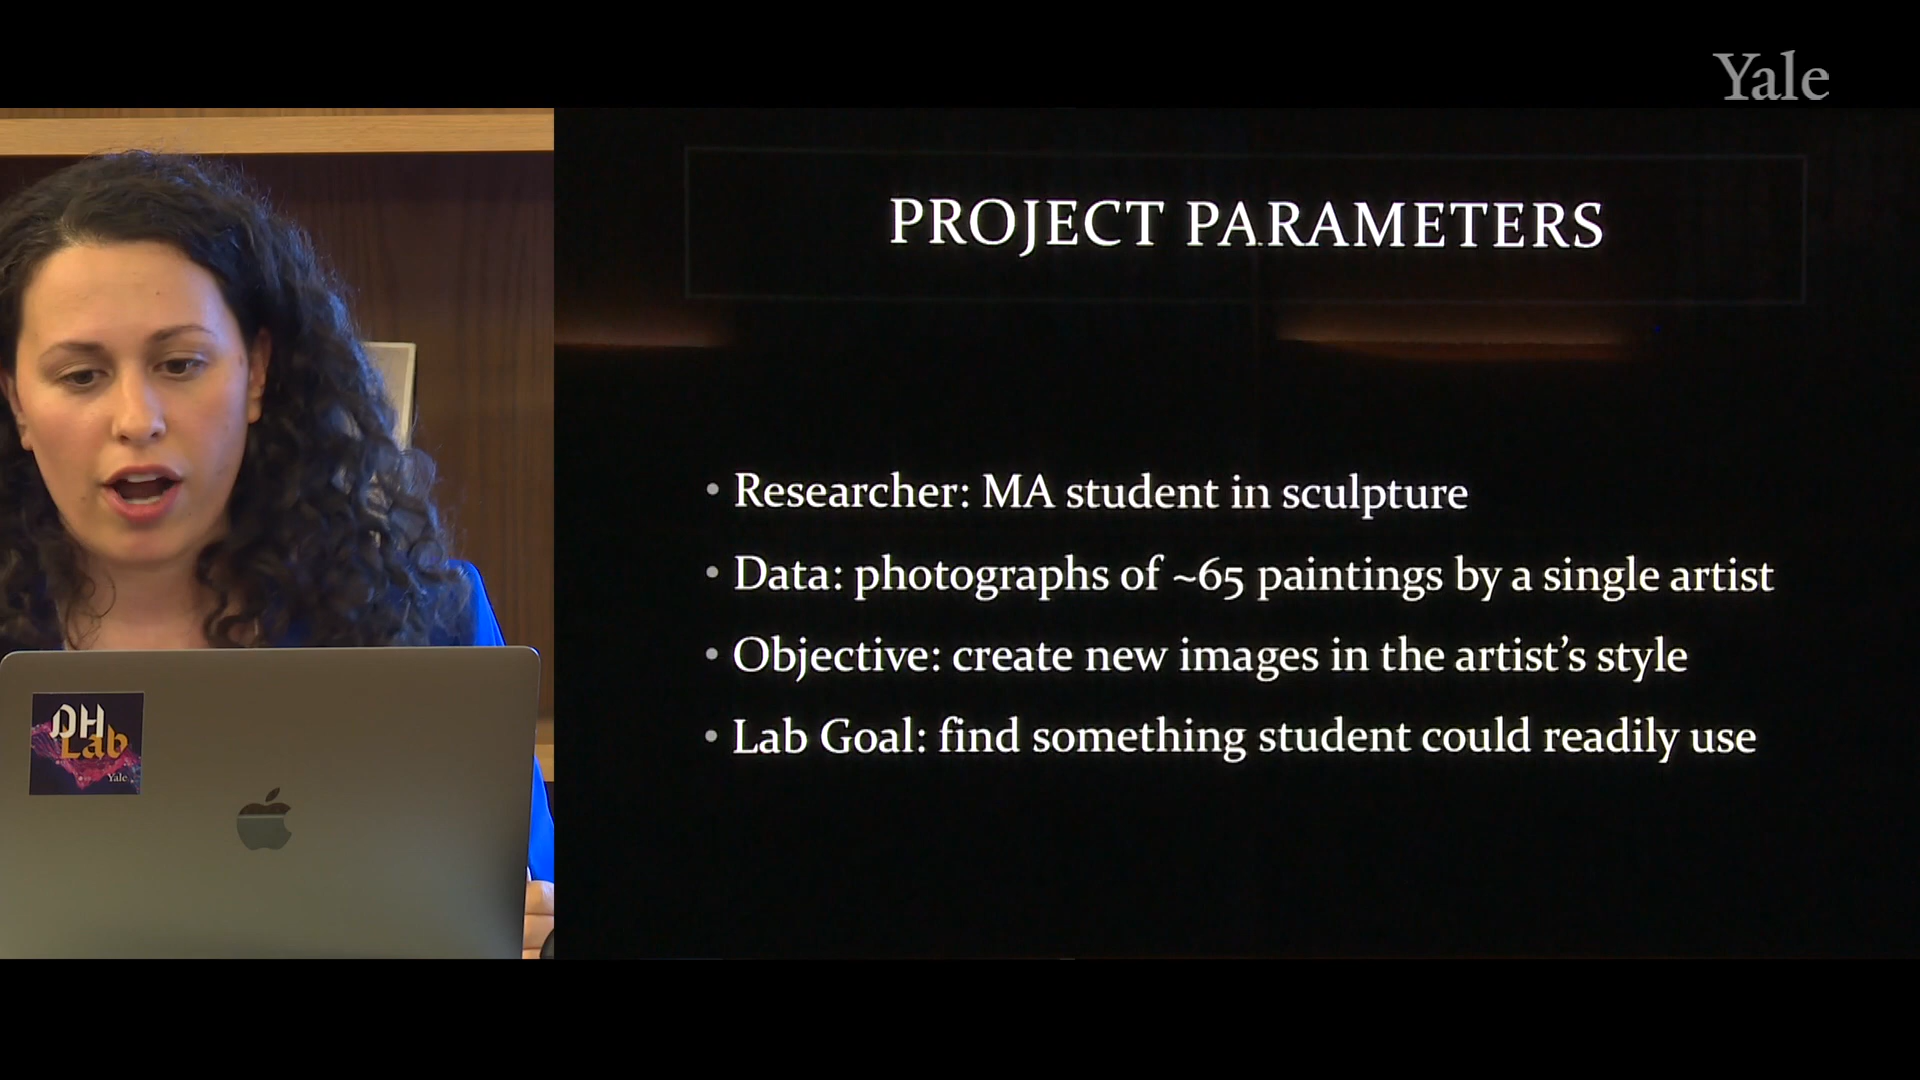 Yale
PROJECT PARAMETERS
• Researcher: MA student in sculpture
• Data: photographs of ~65 paintings by a single artist
• Objective: create new images in the artist’s style
• Lab Goal: find something student could readily use
DH
Lab
Yale